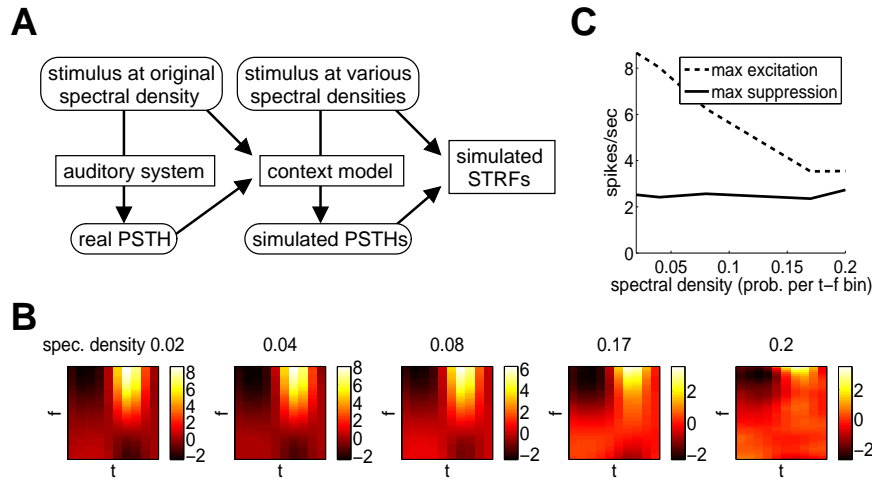 A
stimulus at original
spectral density
stimulus at various
spectral densities
auditory system
context model
simulated
STRFs
real PSTH
simulated PSTHs
C
max excitation
max suppression
spikes/sec
8
6
4
2
0
0.05
0.1
0.15
0.2
spectral density (prob. per t−f bin)
B
spec. density 0.02
0.04
0.08
0.17
0.2
f
t
8
6
4
2
0
−2
f
t
8
6
4
2
0
−2
f
t
6
4
2
0
−2
f
t
2
0
−2
f
t
2
0
−2